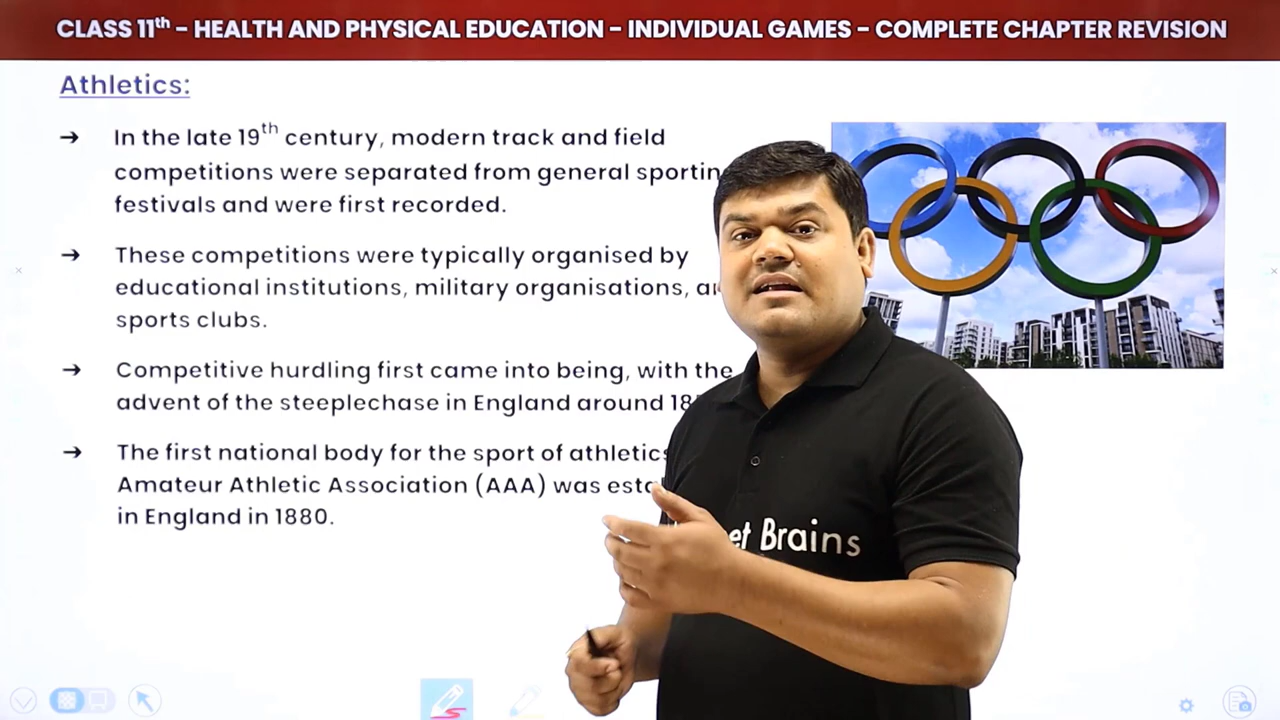 CLASS 11th – HEALTH AND PHYSICAL EDUCATION – INDIVIDUAL GAMES – COMPLETE CHAPTER REVISION
Athletics:
→ In the late 19th century, modern track and field
competitions were separated from general
festivals and were first recorded.
→ These competitions were typically organised by
educational institutions, military organisations,
sports clubs.
→ Competitive hurdling first came into being, with the
advent of the steeplechase in England around
→ The first national body for the sport of athletics
Amateur Athletic Association (AAA) was
in England in 1880.
Brains